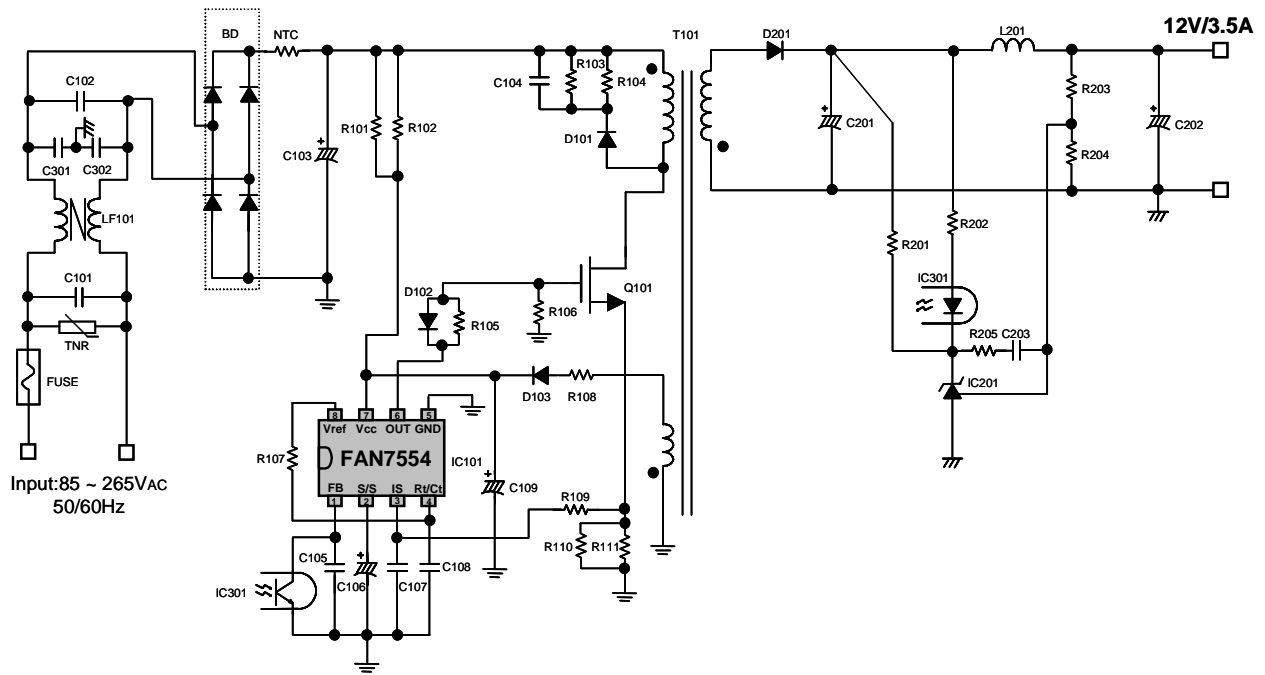 12V/3.5A
BD
NTC
T101
D201
L201
C102
C104
R103
R104
R203
R101
R102
D101
C201
C202
C103
R204
C301
C302
LF101
R202
R201
C101
D102
Q101
IC301
R106
R105
R205
C203
TNR
FUSE
D103
R108
IC201
8
7
6
5
Vref
Vcc
OUT
GND
R107
FAN7554
IC101
Input:85 ~ 265VAC
50/60Hz
FB
S/S
IS
Rt/Ct
1
2
3
4
C109
R109
R110
R111
C105
C106
C107
C108
IC301